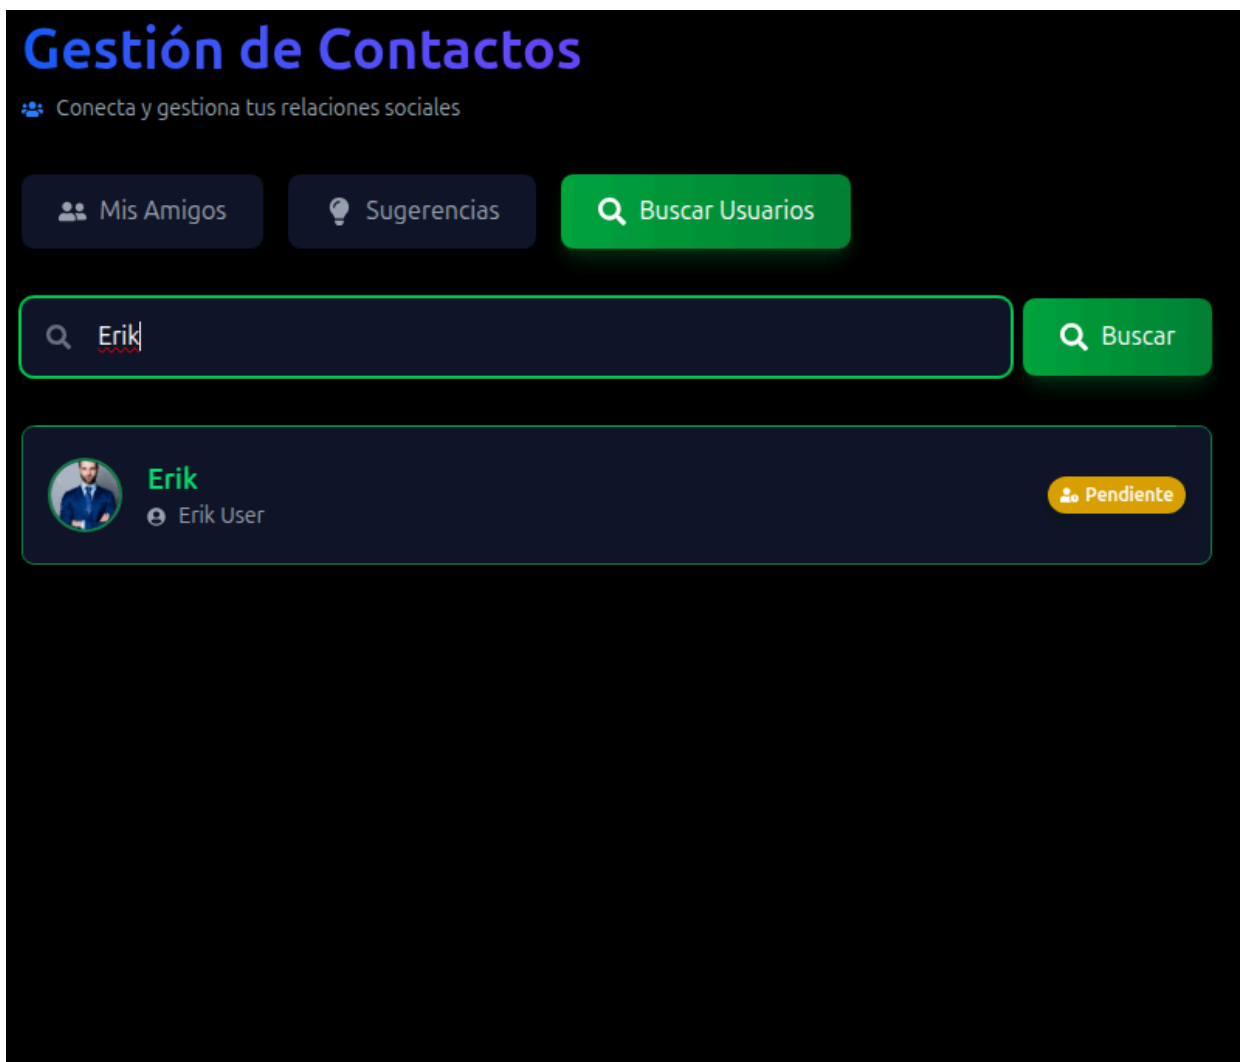 Gestión de Contactos
Conecta y gestiona tus relaciones sociales
Mis Amigos Sugerencias Buscar Usuarios
Erik Buscar
Erik
Erik User
Pendiente